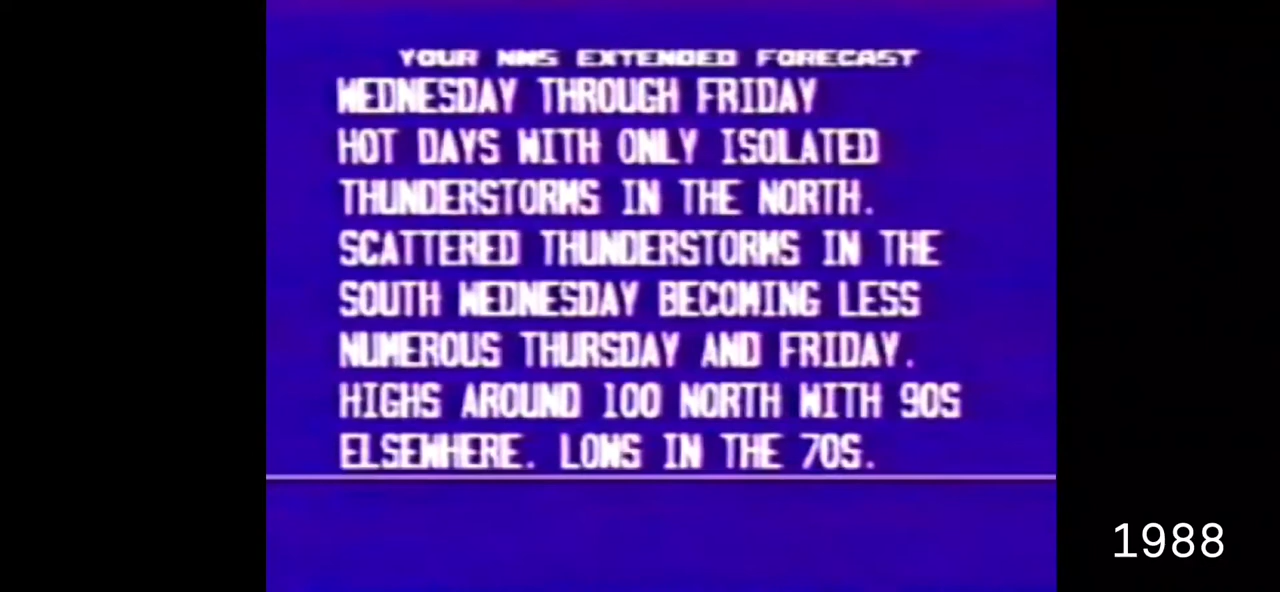 YOUR NWS EXTENDED FORECAST
WEDNESDAY THROUGH FRIDAY
HOT DAYS WITH ONLY ISOLATED
THUNDERSTORMS IN THE NORTH.
SCATTERED THUNDERSTORMS IN THE
SOUTH WEDNESDAY BECOMING LESS
NUMEROUS THURSDAY AND FRIDAY.
HIGHS AROUND 100 NORTH WITH 90S
ELSEWHERE. LOWS IN THE 70S.
1988